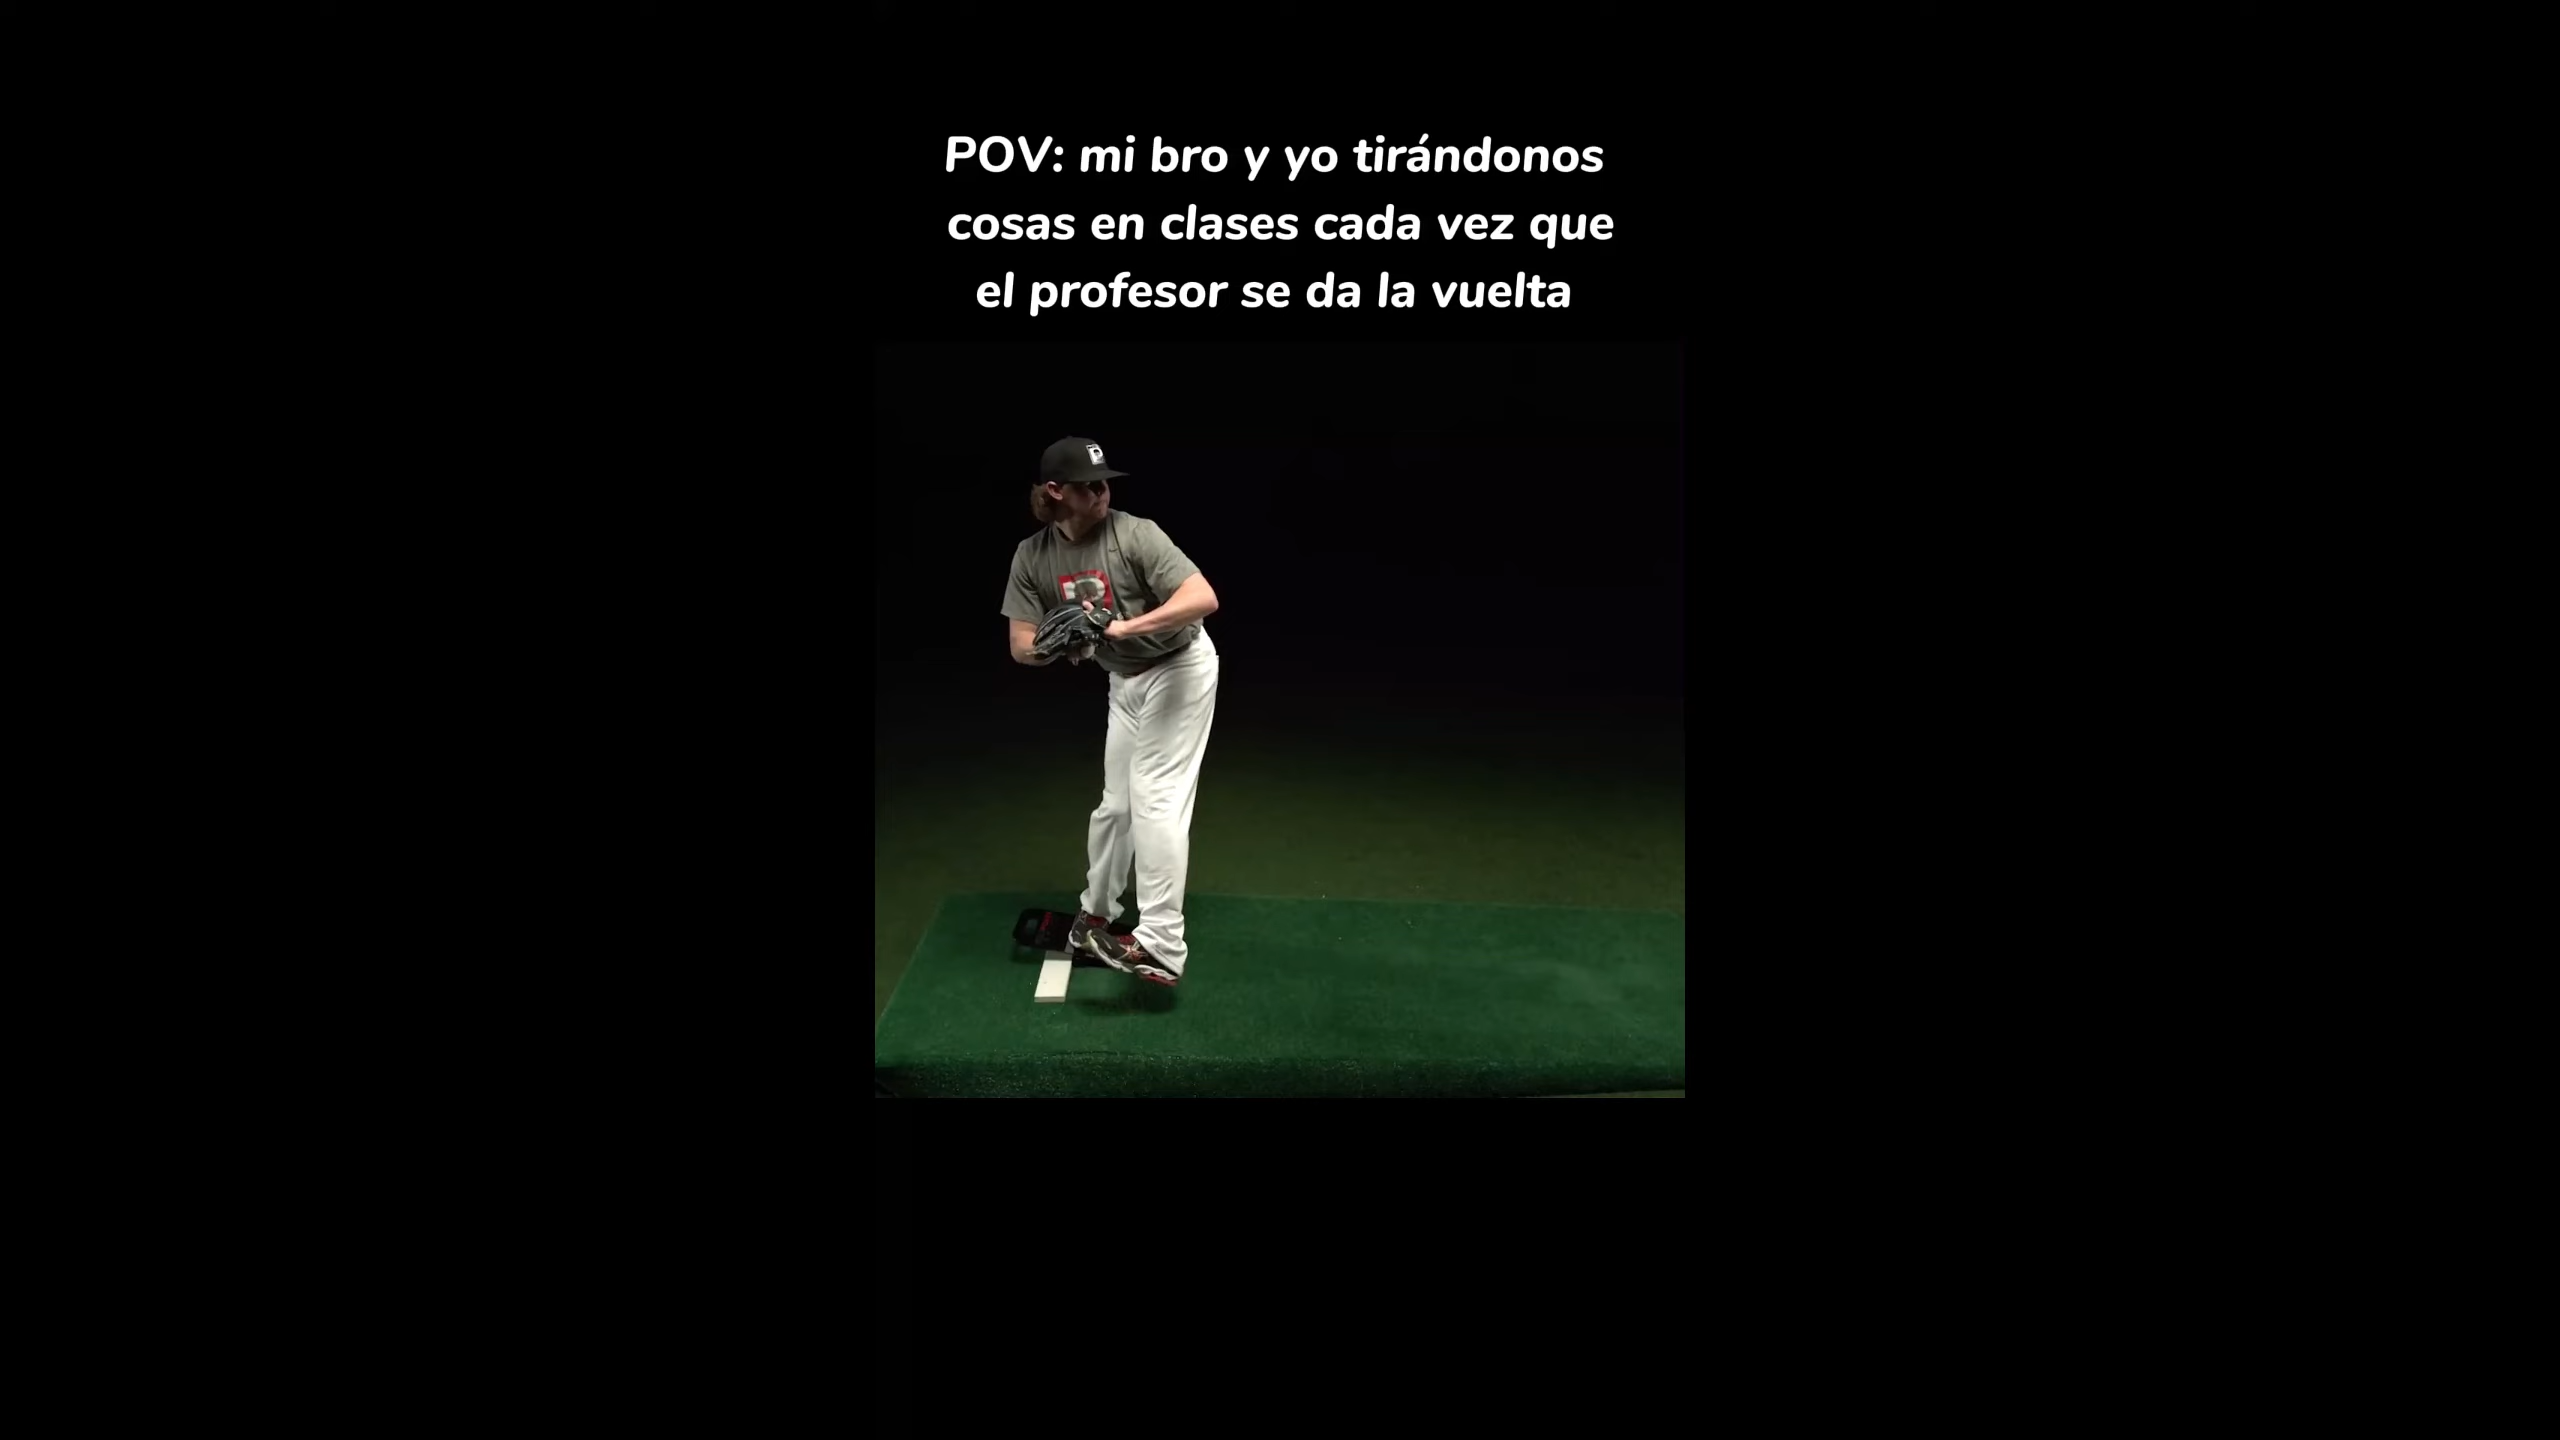 POV: mi bro y yo tirándonos
cosas en clases cada vez que
el profesor se da la vuelta